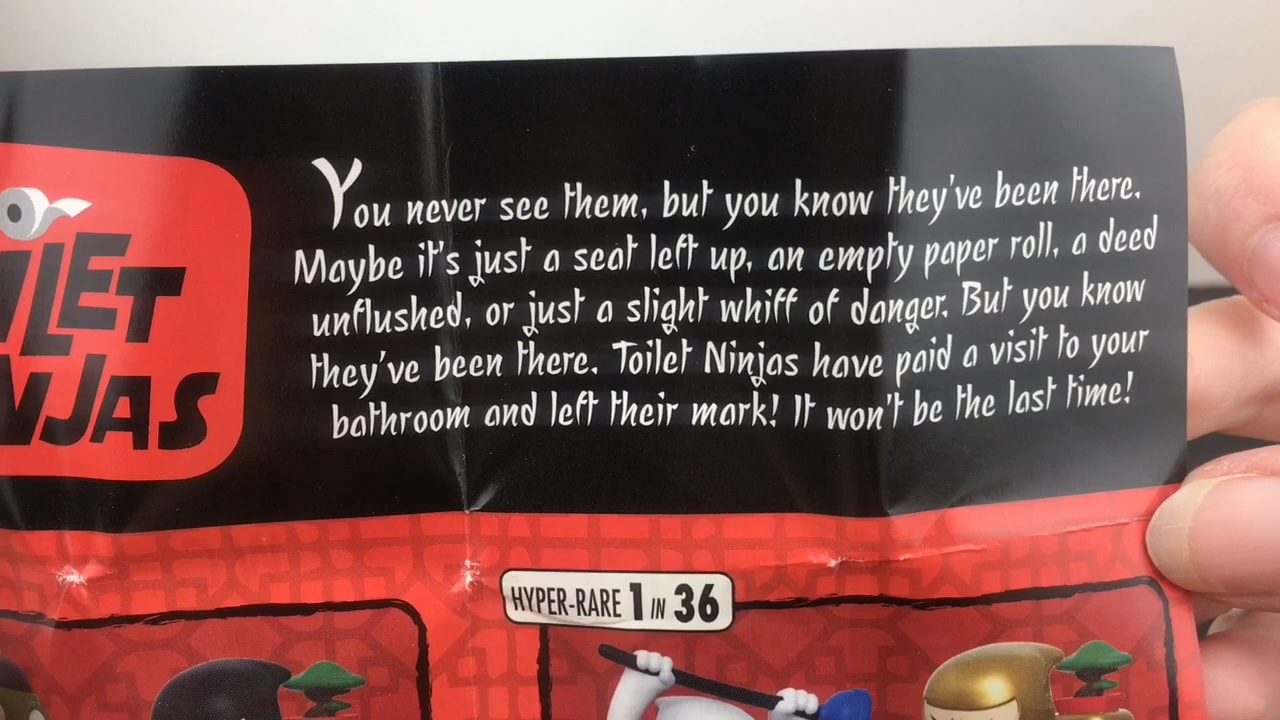 You never see them, but you know they've been there.
Maybe it's just a seat left up, an empty paper roll, a deed
unflushed, or just a slight whiff of danger. But you know
they've been there. Toilet Ninjas have paid a visit to your
bathroom and left their mark! It won't be the last time!
ILET
NJAS
HYPER-RARE 1 IN 36